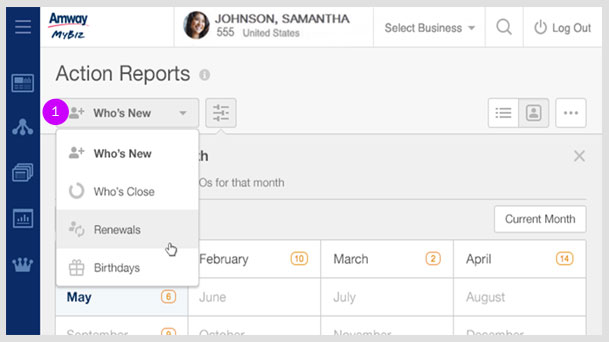 Amway
MyBiz
JOHNSON, SAMANTHA
555 United States
Select Business
Log Out
Action Reports
1
Who's New
Who's New
Who's Close
Renewals
Birthdays
th
Os for that month
Current Month
February 10
March 2
April 14
May 6
June
July
August
September 9
October
November
December